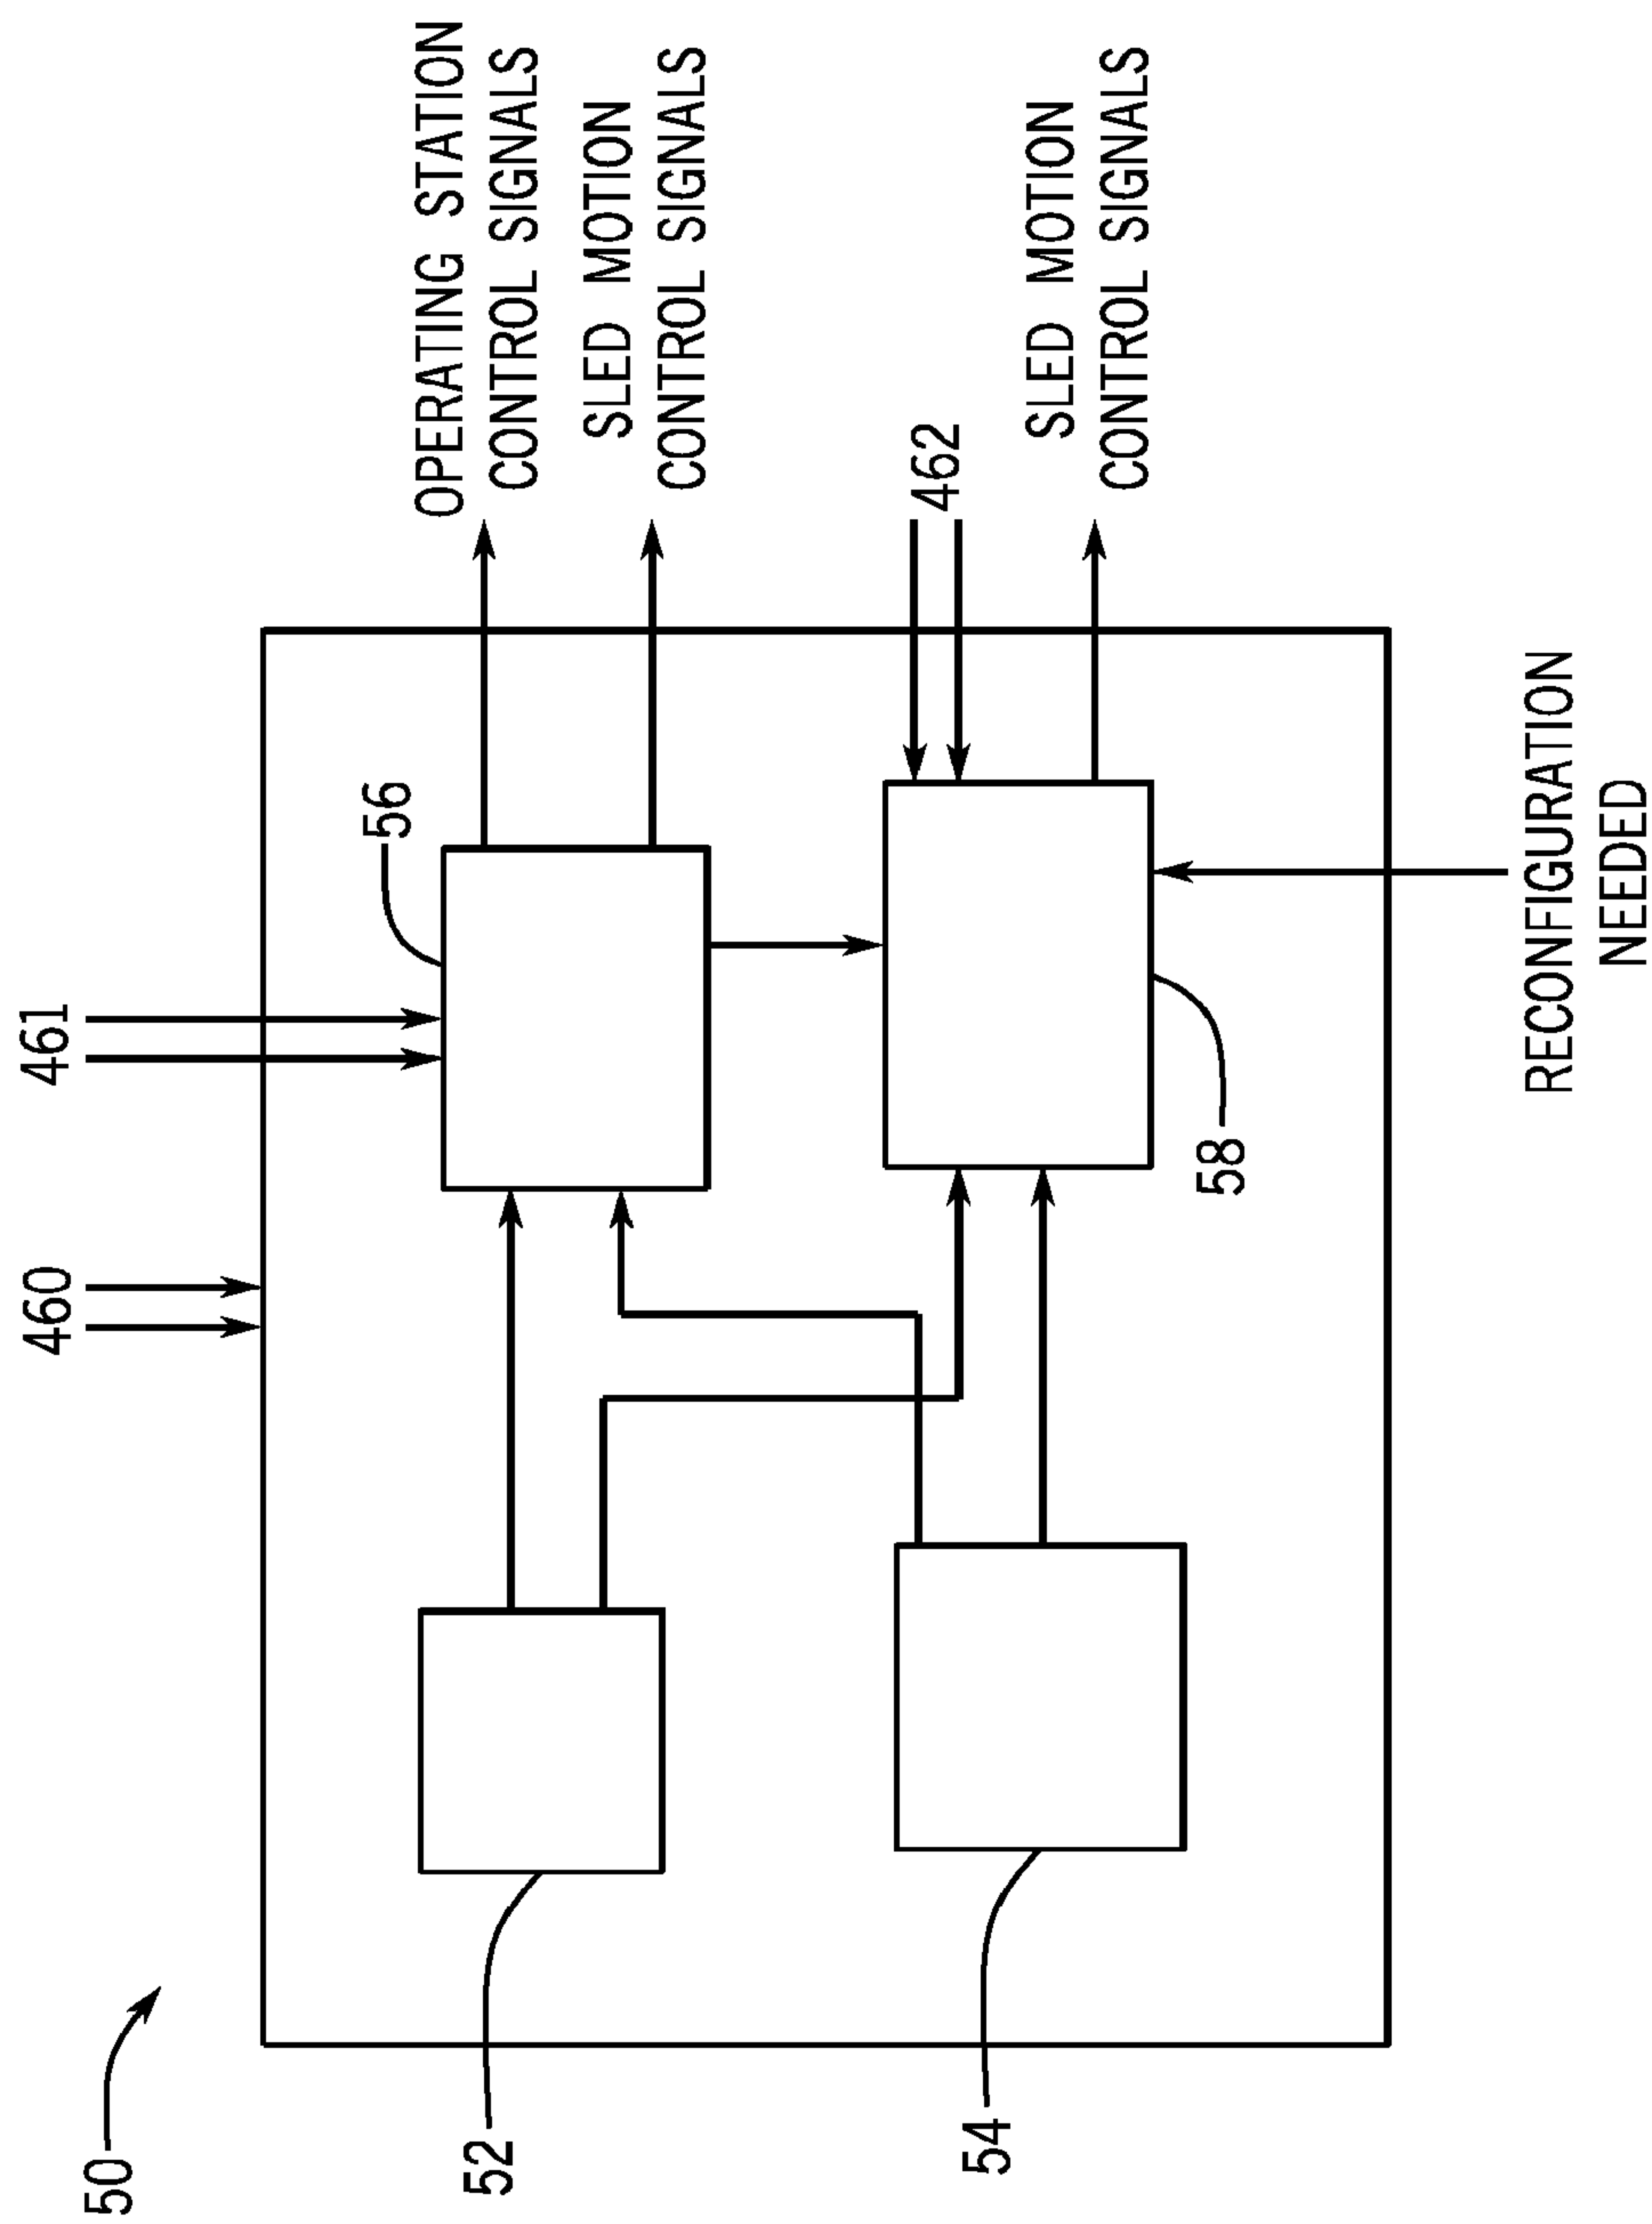 50
460
461
56
OPERATING STATION
CONTROL SIGNALS
SLED MOTION
CONTROL SIGNALS
52
462
54
58
SLED MOTION
CONTROL SIGNALS
RECONFIGURATION
NEEDED